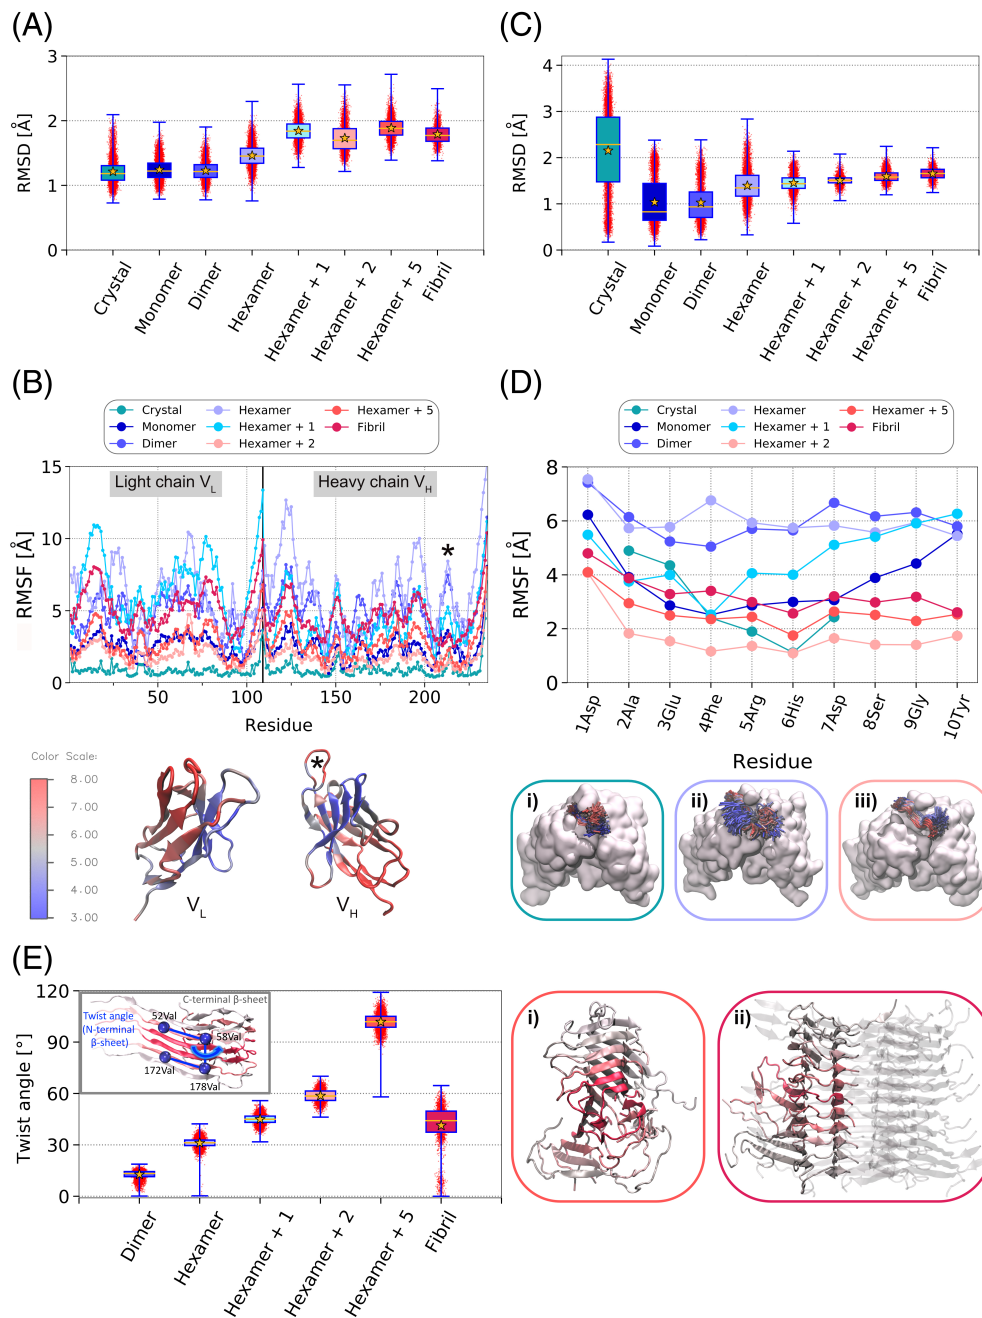 (A)
3
2
1
0
RMSD [Å]
Crystal
Monomer
Dimer
Hexamer
Hexamer + 1
Hexamer + 2
Hexamer + 5
Fibril
(C)
4
3
2
1
0
RMSD [Å]
Crystal
Monomer
Dimer
Hexamer
Hexamer + 1
Hexamer + 2
Hexamer + 5
Fibril
(B)
Crystal
Monomer
Dimer
Hexamer
Hexamer + 1
Hexamer + 2
Hexamer + 5
Fibril
15
10
5
0
RMSF [Å]
Light chain VL
Heavy chain VH
*
50
100
150
200
Residue
Color Scale:
8.00
7.00
6.00
5.00
4.00
3.00
VL
*
VH
(D)
Crystal
Monomer
Dimer
Hexamer
Hexamer + 1
Hexamer + 2
Hexamer + 5
Fibril
8
6
4
2
0
RMSF [Å]
1Asp
2Ala
3Glu
4Phe
5Arg
6His
7Asp
8Ser
9Gly
10Tyr
Residue
i)
ii)
iii)
(E)
120
90
60
30
0
Twist angle [°]
C-terminal β-sheet
Twist angle
(N-terminal
β-sheet)
52Val
58Val
172Val
178Val
Dimer
Hexamer
Hexamer + 1
Hexamer + 2
Hexamer + 5
Fibril
i)
ii)